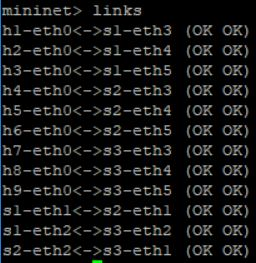 mininet> links
h1-eth0<->s1-eth3 (OK OK)
h2-eth0<->s1-eth4 (OK OK)
h3-eth0<->s1-eth5 (OK OK)
h4-eth0<->s2-eth3 (OK OK)
h5-eth0<->s2-eth4 (OK OK)
h6-eth0<->s2-eth5 (OK OK)
h7-eth0<->s3-eth3 (OK OK)
h8-eth0<->s3-eth4 (OK OK)
h9-eth0<->s3-eth5 (OK OK)
s1-eth1<->s2-eth1 (OK OK)
s1-eth2<->s3-eth2 (OK OK)
s2-eth2<->s3-eth1 (OK OK)